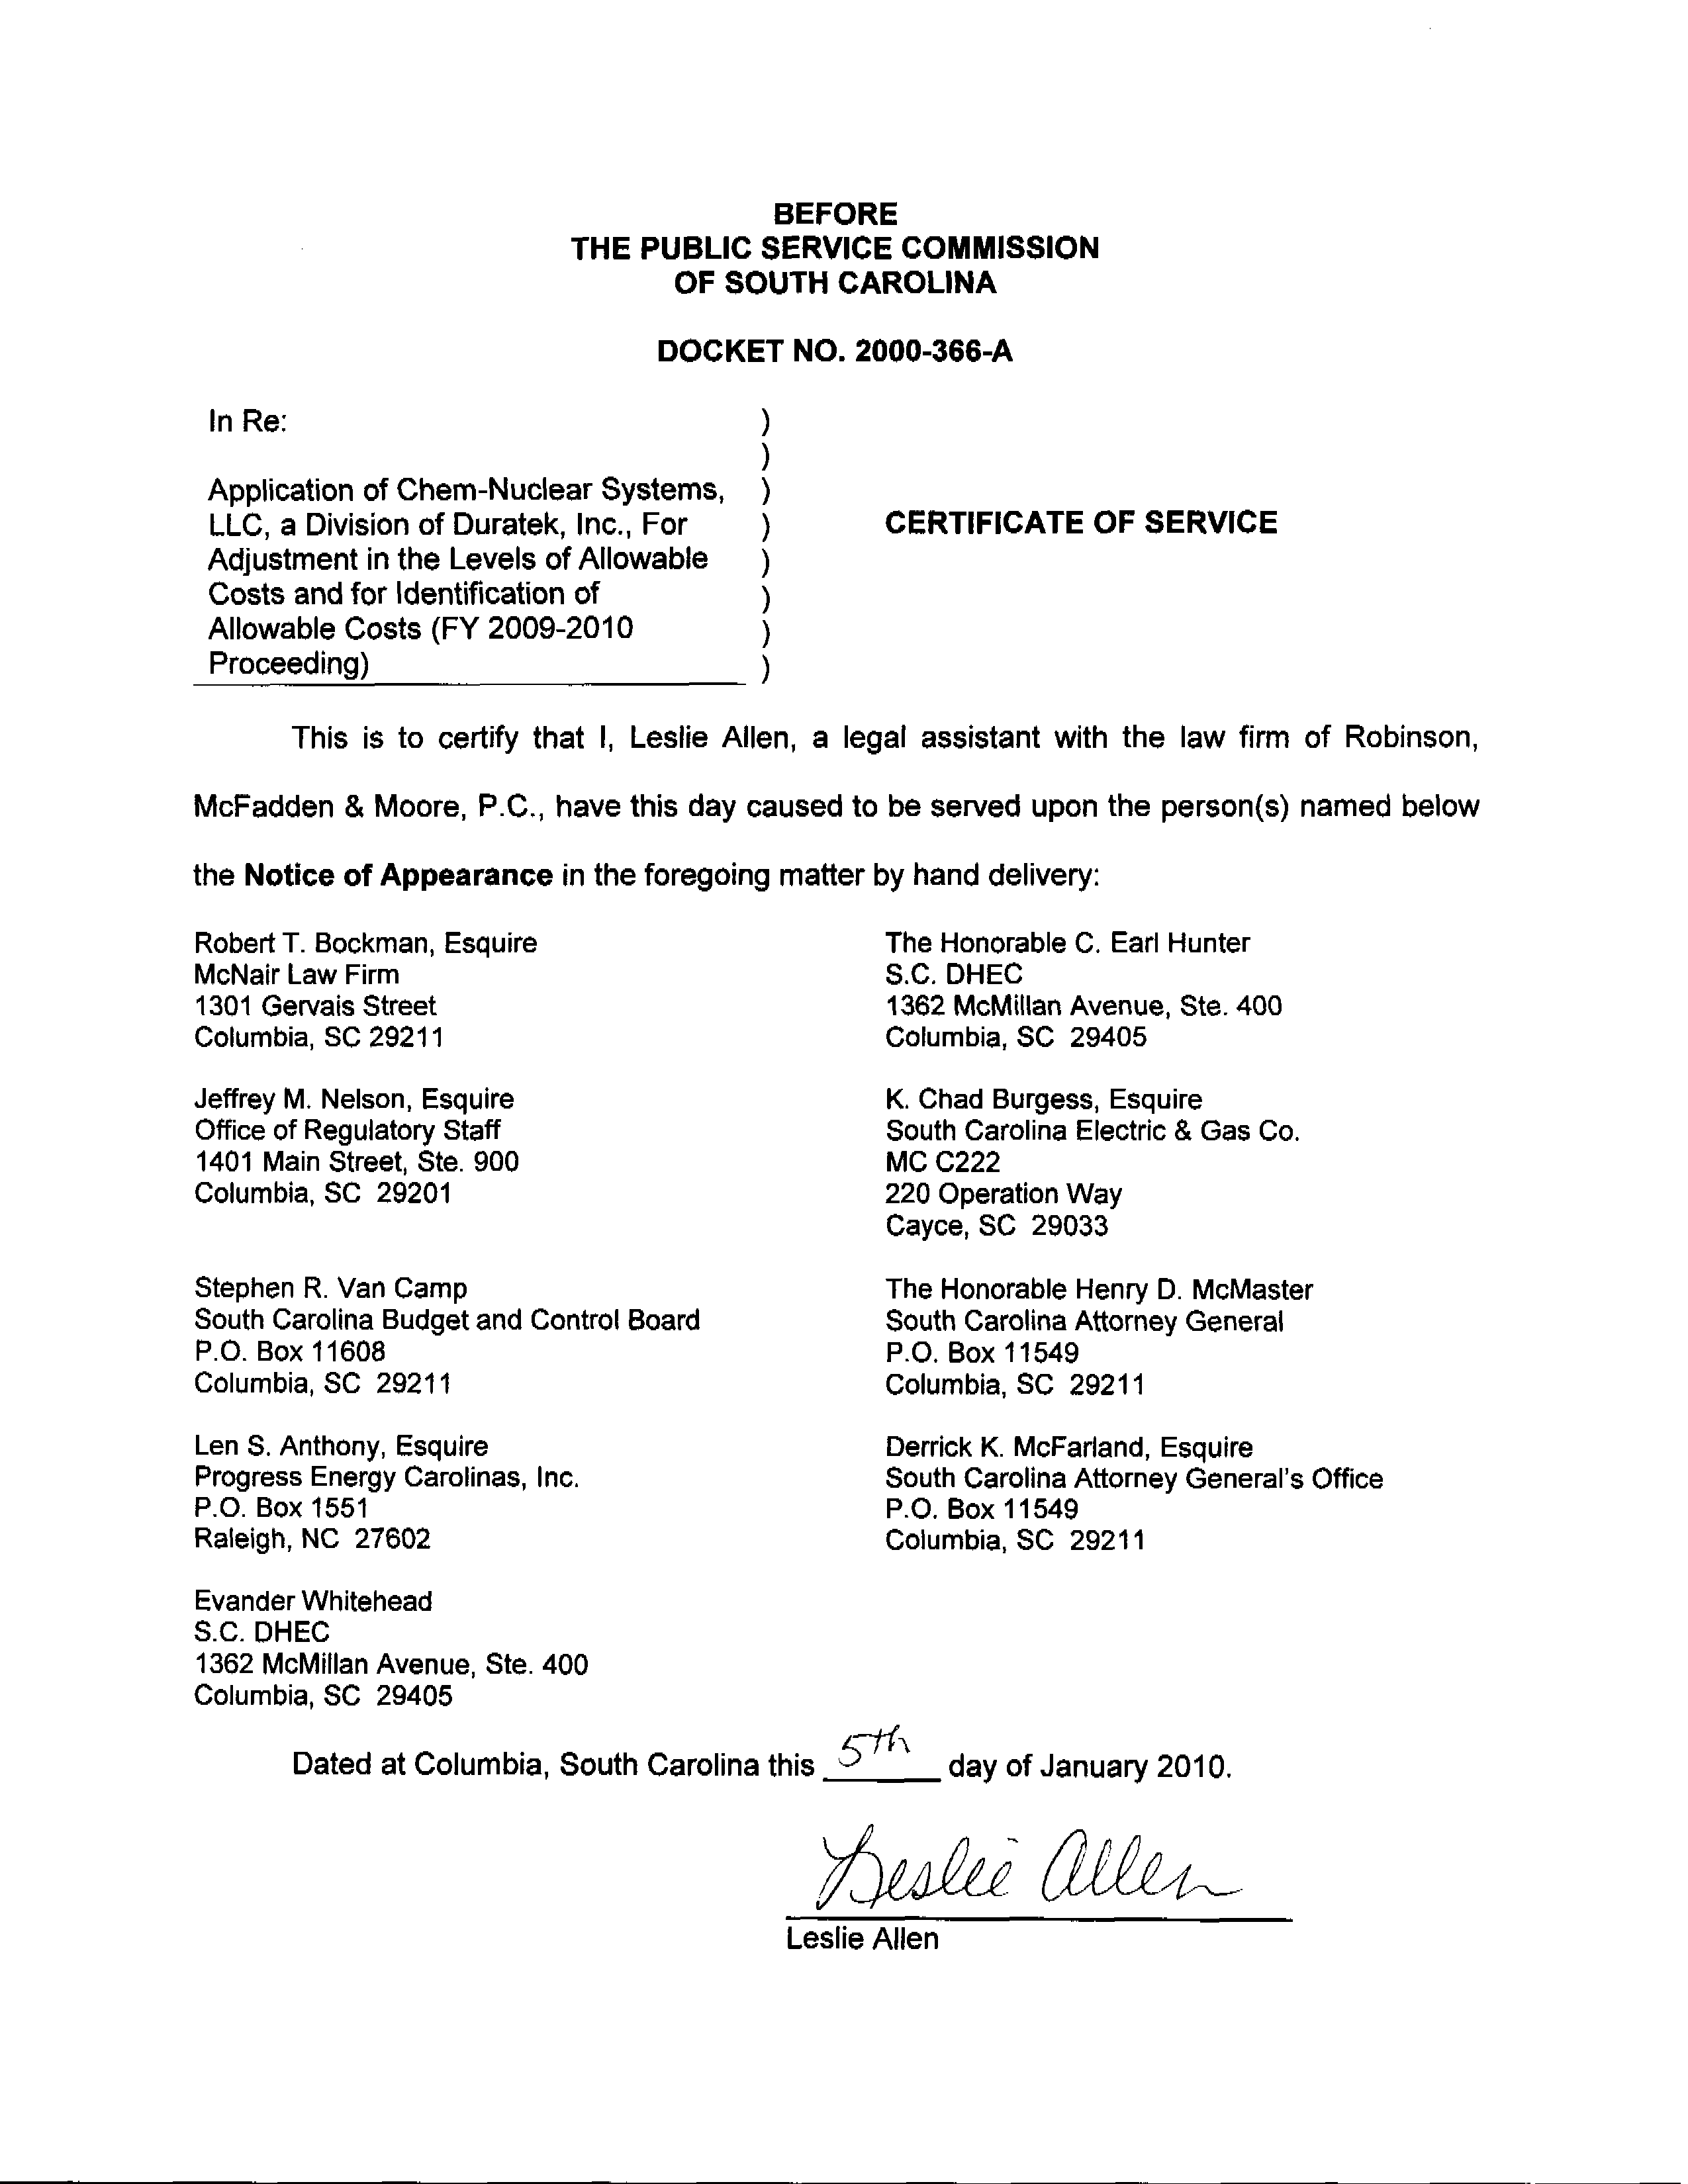 BEFORE
THE PUBLIC SERVICE COMMISSION
OF SOUTH CAROLINA
DOCKET NO. 2000-366-A
In Re: )
)
Application of Chem-Nuclear Systems, )
LLC, a Division of Duratek, Inc., For ) CERTIFICATE OF SERVICE
Adjustment in the Levels of Allowable )
Costs and for Identification of )
Allowable Costs (FY 2009-2010 )
Proceeding) )
This is to certify that I, Leslie Allen, a legal assistant with the law firm of Robinson,
McFadden & Moore, P.C., have this day caused to be served upon the person(s) named below
the Notice of Appearance in the foregoing matter by hand delivery:
Robert T. Bockman, Esquire
McNair Law Firm
1301 Gervais Street
Columbia, SC 29211
The Honorable C. Earl Hunter
S.C. DHEC
1362 McMillan Avenue, Ste. 400
Columbia, SC 29405
Jeffrey M. Nelson, Esquire
Office of Regulatory Staff
1401 Main Street, Ste. 900
Columbia, SC 29201
K. Chad Burgess, Esquire
South Carolina Electric & Gas Co.
MC C222
220 Operation Way
Cayce, SC 29033
Stephen R. Van Camp
South Carolina Budget and Control Board
P.O. Box 11608
Columbia, SC 29211
The Honorable Henry D. McMaster
South Carolina Attorney General
P.O. Box 11549
Columbia, SC 29211
Len S. Anthony, Esquire
Progress Energy Carolinas, Inc.
P.O. Box 1551
Raleigh, NC 27602
Derrick K. McFarland, Esquire
South Carolina Attorney General's Office
P.O. Box 11549
Columbia, SC 29211
Evander Whitehead
S.C. DHEC
1362 McMillan Avenue, Ste. 400
Columbia, SC 29405
Dated at Columbia, South Carolina this 5th day of January 2010.
Leslie Allen
Leslie Allen